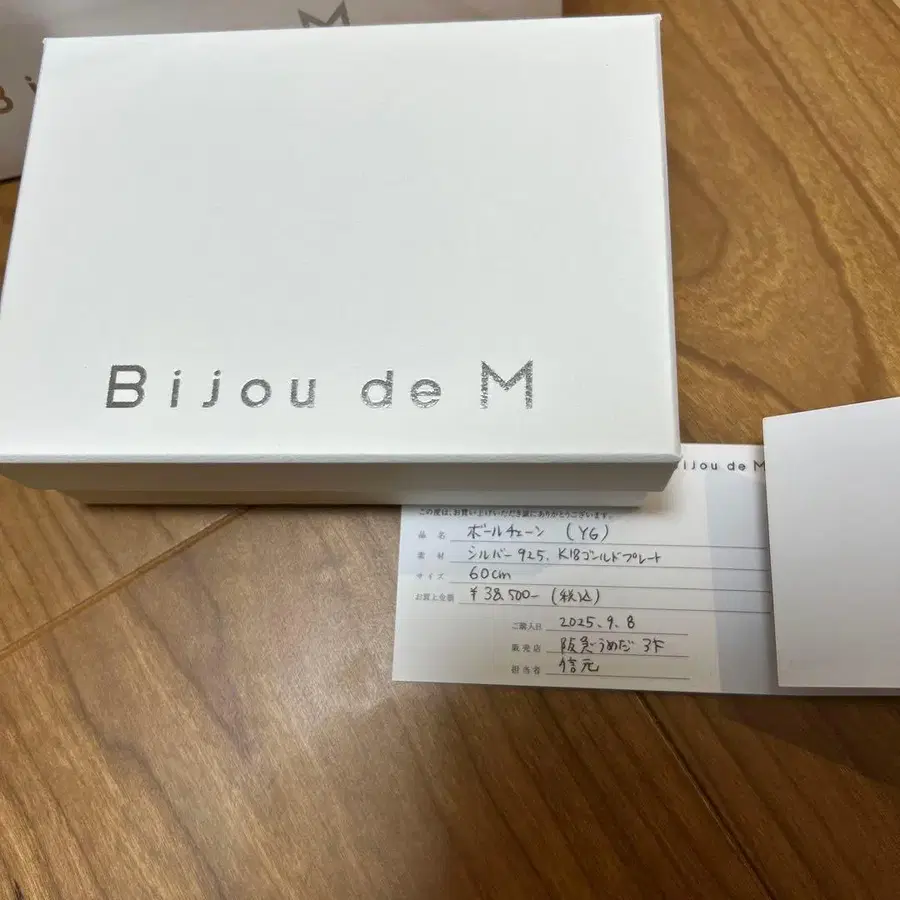 M
Bi
Bijou de M
Bijou de M
この度は、お買い上げいただき誠にありがとうございます。
品名 ボールチェーン (YG)
素材 シルバー925. K18ゴールドプレート
サイズ 60cm
お買上金額 ¥38.500- (税込)
ご購入日 2025.9.8
販売店 阪急うめだ 3F
担当者 信元